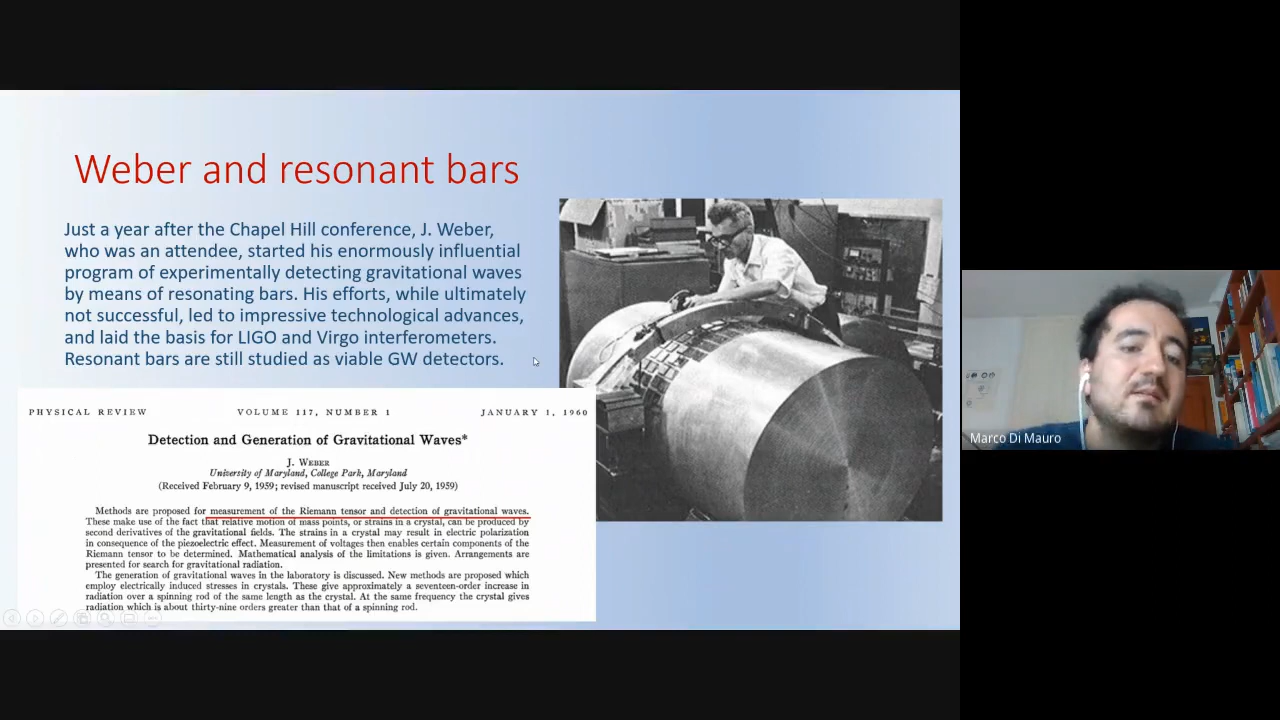 Weber and resonant bars
Just a year after the Chapel Hill conference, J. Weber,
who was an attendee, started his enormously influential
program of experimentally detecting gravitational waves
by means of resonating bars. His efforts, while ultimately
not successful, led to impressive technological advances,
and laid the basis for LIGO and Virgo interferometers.
Resonant bars are still studied as viable GW detectors.
PHYSICAL REVIEW VOLUME 117, NUMBER 1 JANUARY 1, 1960
Detection and Generation of Gravitational Waves*
J. Weber
University of Maryland, College Park, Maryland
(Received February 9, 1959; revised manuscript received July 20, 1959)
Methods are proposed for measurement of the Riemann tensor and detection of gravitational waves.
These make use of the fact that relative motion of mass points, or strains in a crystal, can be produced by
second derivatives of the gravitational fields. The strains in a crystal may result in electric polarization
in consequence of the piezoelectric effect. Measurement of voltages then enables certain components of the
Riemann tensor to be determined. Mathematical analysis of the limitations is given. Arrangements are
presented for search for gravitational radiation.
The generation of gravitational waves in the laboratory is discussed. New methods are proposed which
employ electrically induced stresses in crystals. These give approximately a seventeen-order increase in
radiation over a spinning rod of the same length as the crystal. At the same frequency the crystal gives
radiation which is about thirty-nine orders greater than that of a spinning rod.
Marco Di Mauro